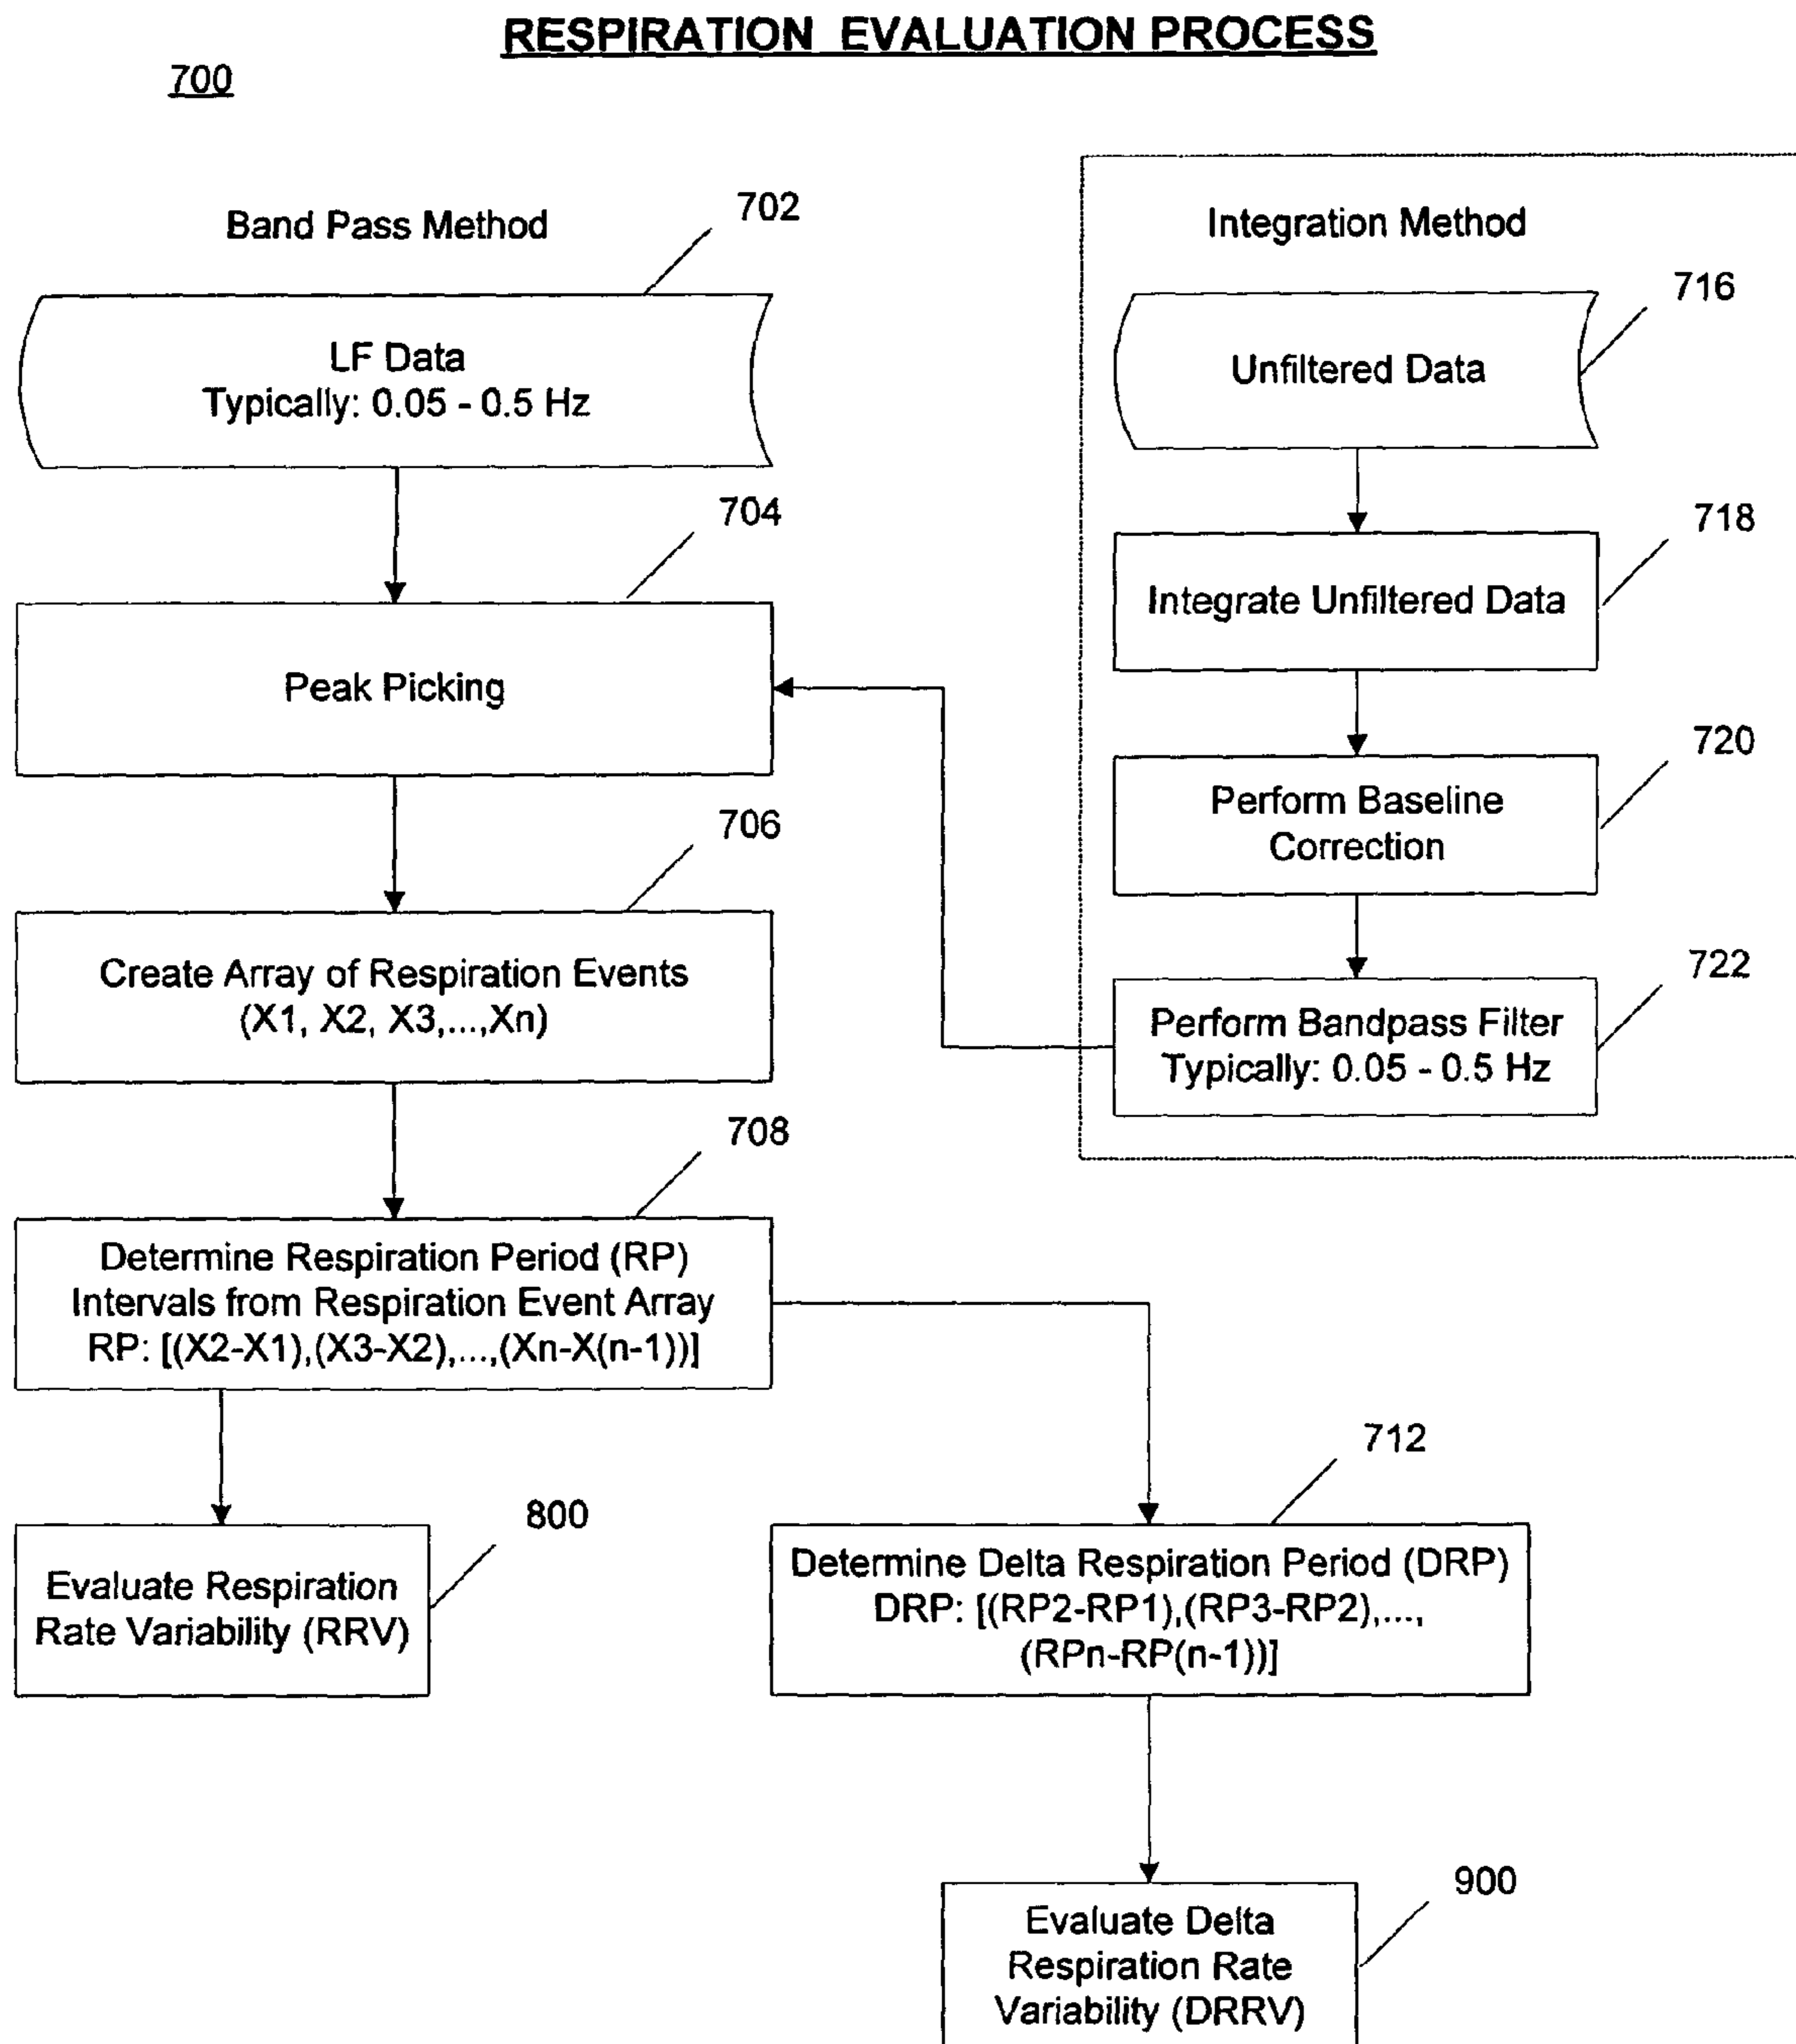 RESPIRATION EVALUATION PROCESS
700
Band Pass Method
702
LF Data
Typically: 0.05 - 0.5 Hz
704
Peak Picking
706
Create Array of Respiration Events
(X1, X2, X3,...,Xn)
708
Determine Respiration Period (RP)
Intervals from Respiration Event Array
RP: [(X2-X1),(X3-X2),...,(Xn-X(n-1))]
800
Evaluate Respiration
Rate Variability (RRV)
Integration Method
716
Unfiltered Data
718
Integrate Unfiltered Data
720
Perform Baseline
Correction
722
Perform Bandpass Filter
Typically: 0.05 - 0.5 Hz
712
Determine Delta Respiration Period (DRP)
DRP: [(RP2-RP1),(RP3-RP2),...,
(RPn-RP(n-1))]
900
Evaluate Delta
Respiration Rate
Variability (DRRV)